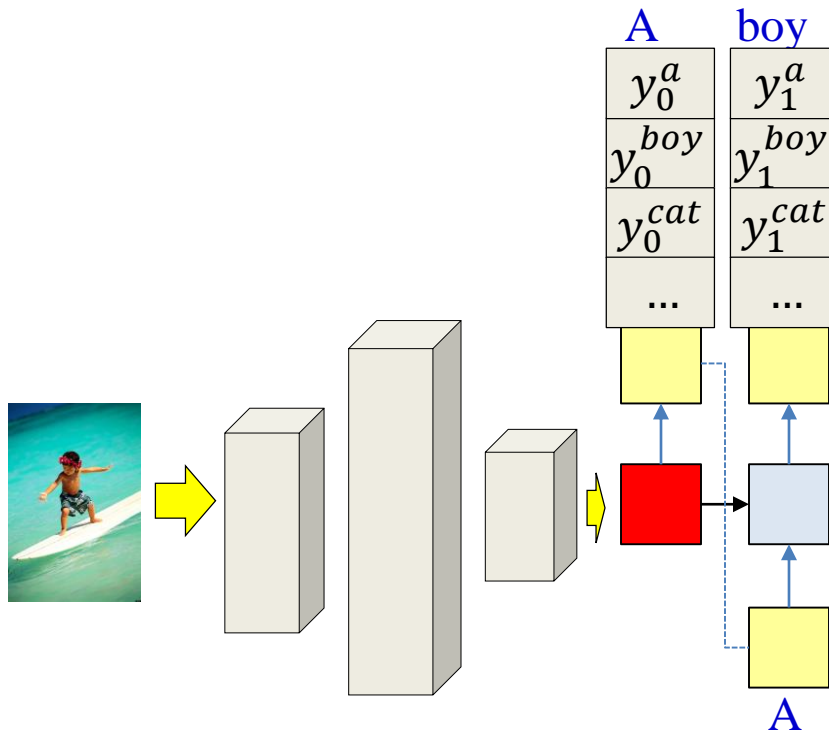 A boy
y_0^a y_1^a
y_0^{boy} y_1^{boy}
y_0^{cat} y_1^{cat}
... ...
A